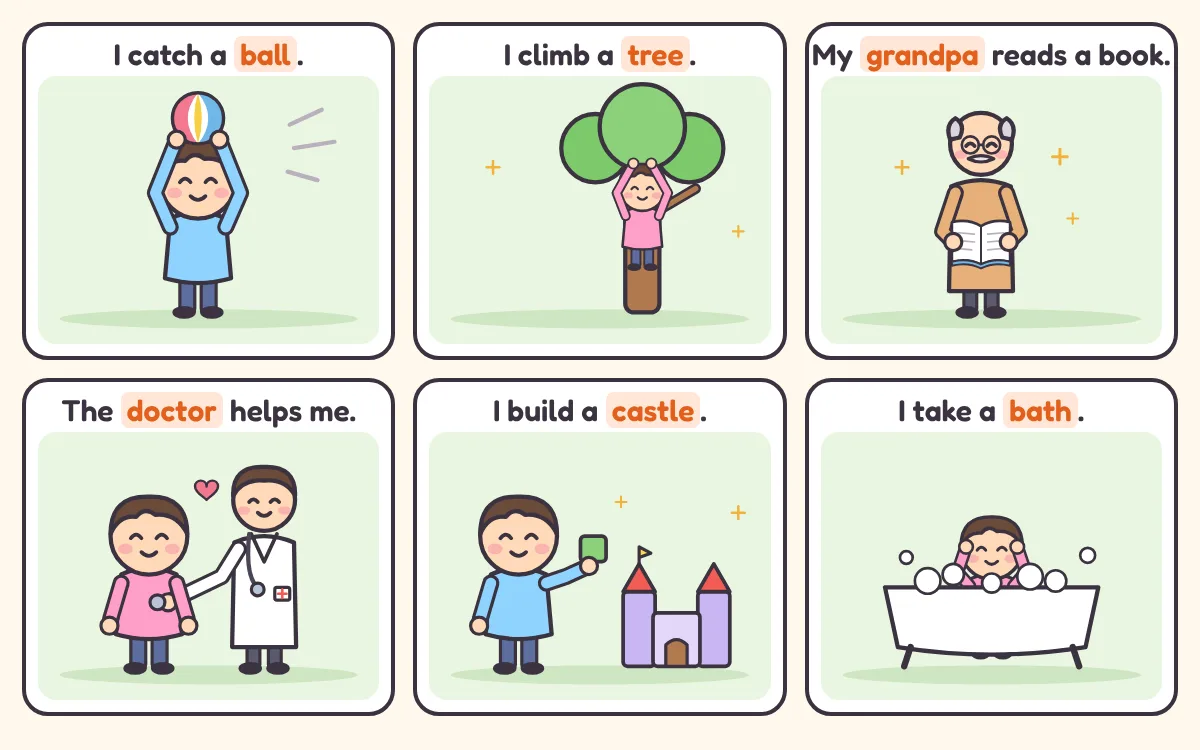 I catch a ball.
I climb a tree.
My grandpa reads a book.
The doctor helps me.
I build a castle.
I take a bath.